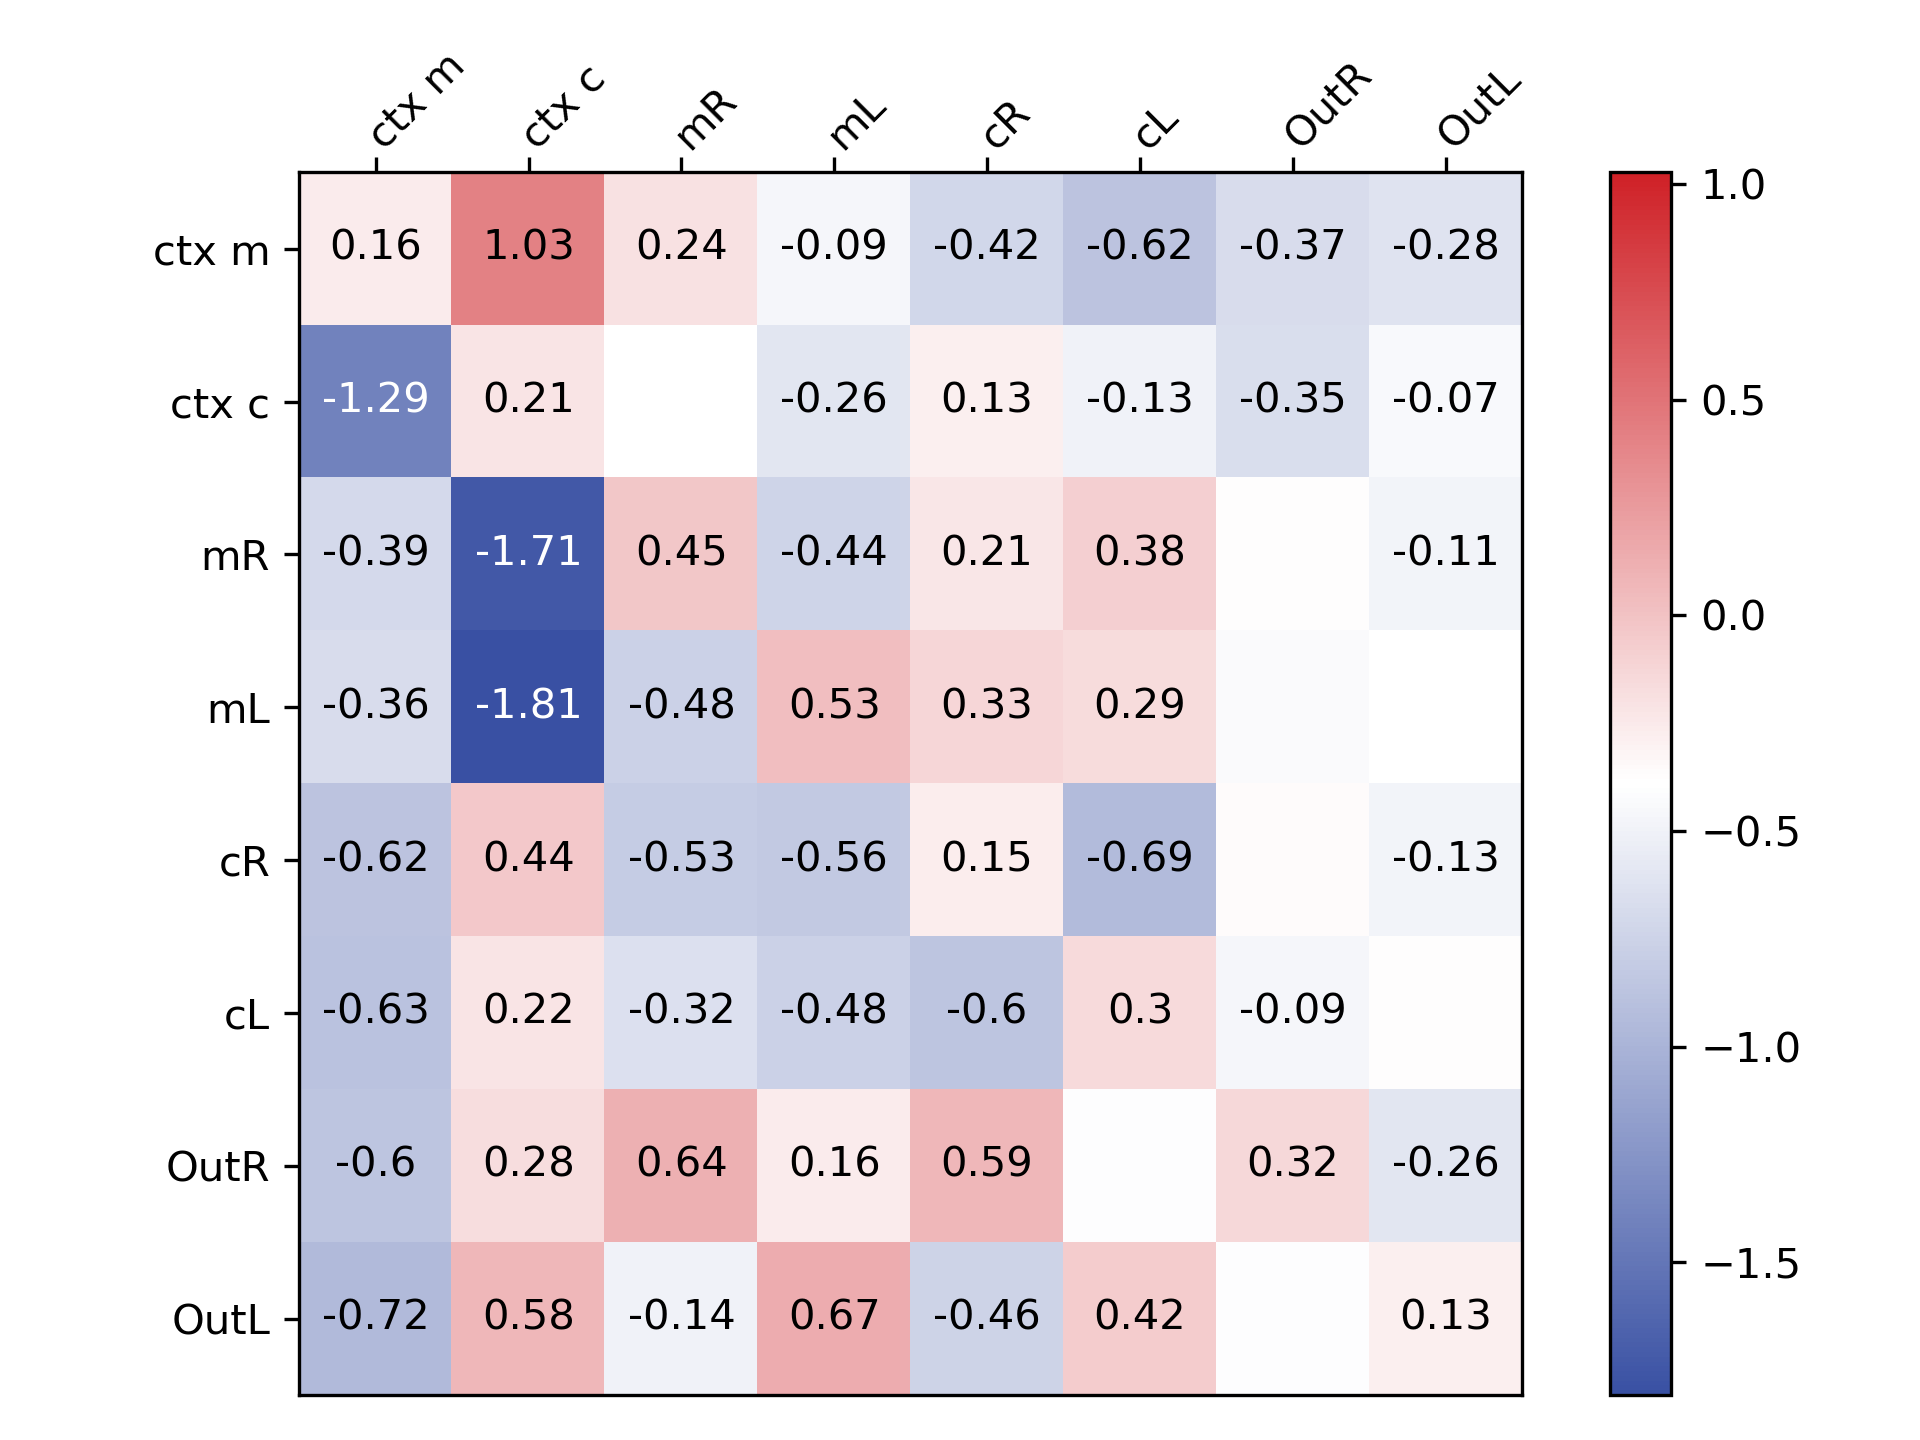 ctx m ctx c mR mL cR cL OutR OutL
ctx m 0.16 1.03 0.24 -0.09 -0.42 -0.62 -0.37 -0.28
ctx c -1.29 0.21 -0.26 0.13 -0.13 -0.35 -0.07
mR -0.39 -1.71 0.45 -0.44 0.21 0.38 -0.11
mL -0.36 -1.81 -0.48 0.53 0.33 0.29
cR -0.62 0.44 -0.53 -0.56 0.15 -0.69 -0.13
cL -0.63 0.22 -0.32 -0.48 -0.6 0.3 -0.09
OutR -0.6 0.28 0.64 0.16 0.59 0.32 -0.26
OutL -0.72 0.58 -0.14 0.67 -0.46 0.42 0.13
1.0
0.5
0.0
−0.5
−1.0
−1.5